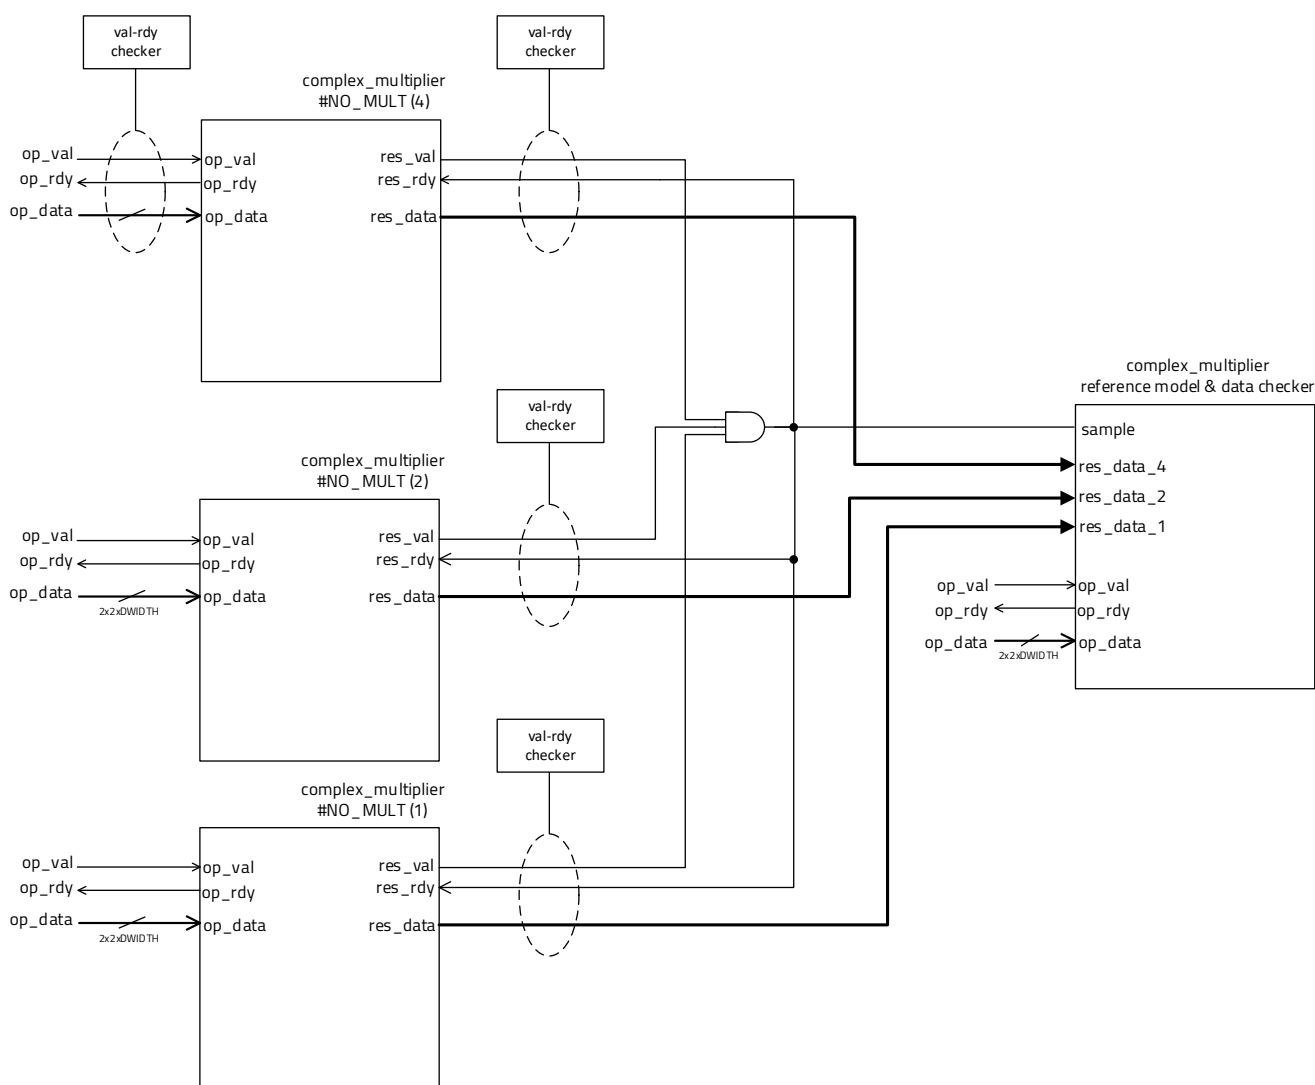 val-rdy
checker
val-rdy
checker
complex_multiplier
#NO_MULT (4)
op_val
op_rdy
op_data
op_val
op_rdy
op_data
res_val
res_rdy
res_data
complex_multiplier
reference model & data checker
sample
res_data_4
res_data_2
res_data_1
op_val
op_rdy
op_data
2x2xDWIDTH
op_val
op_rdy
op_data
val-rdy
checker
complex_multiplier
#NO_MULT (2)
op_val
op_rdy
op_data
2x2xDWIDTH
op_val
op_rdy
op_data
res_val
res_rdy
res_data
val-rdy
checker
complex_multiplier
#NO_MULT (1)
op_val
op_rdy
op_data
2x2xDWIDTH
op_val
op_rdy
op_data
res_val
res_rdy
res_data